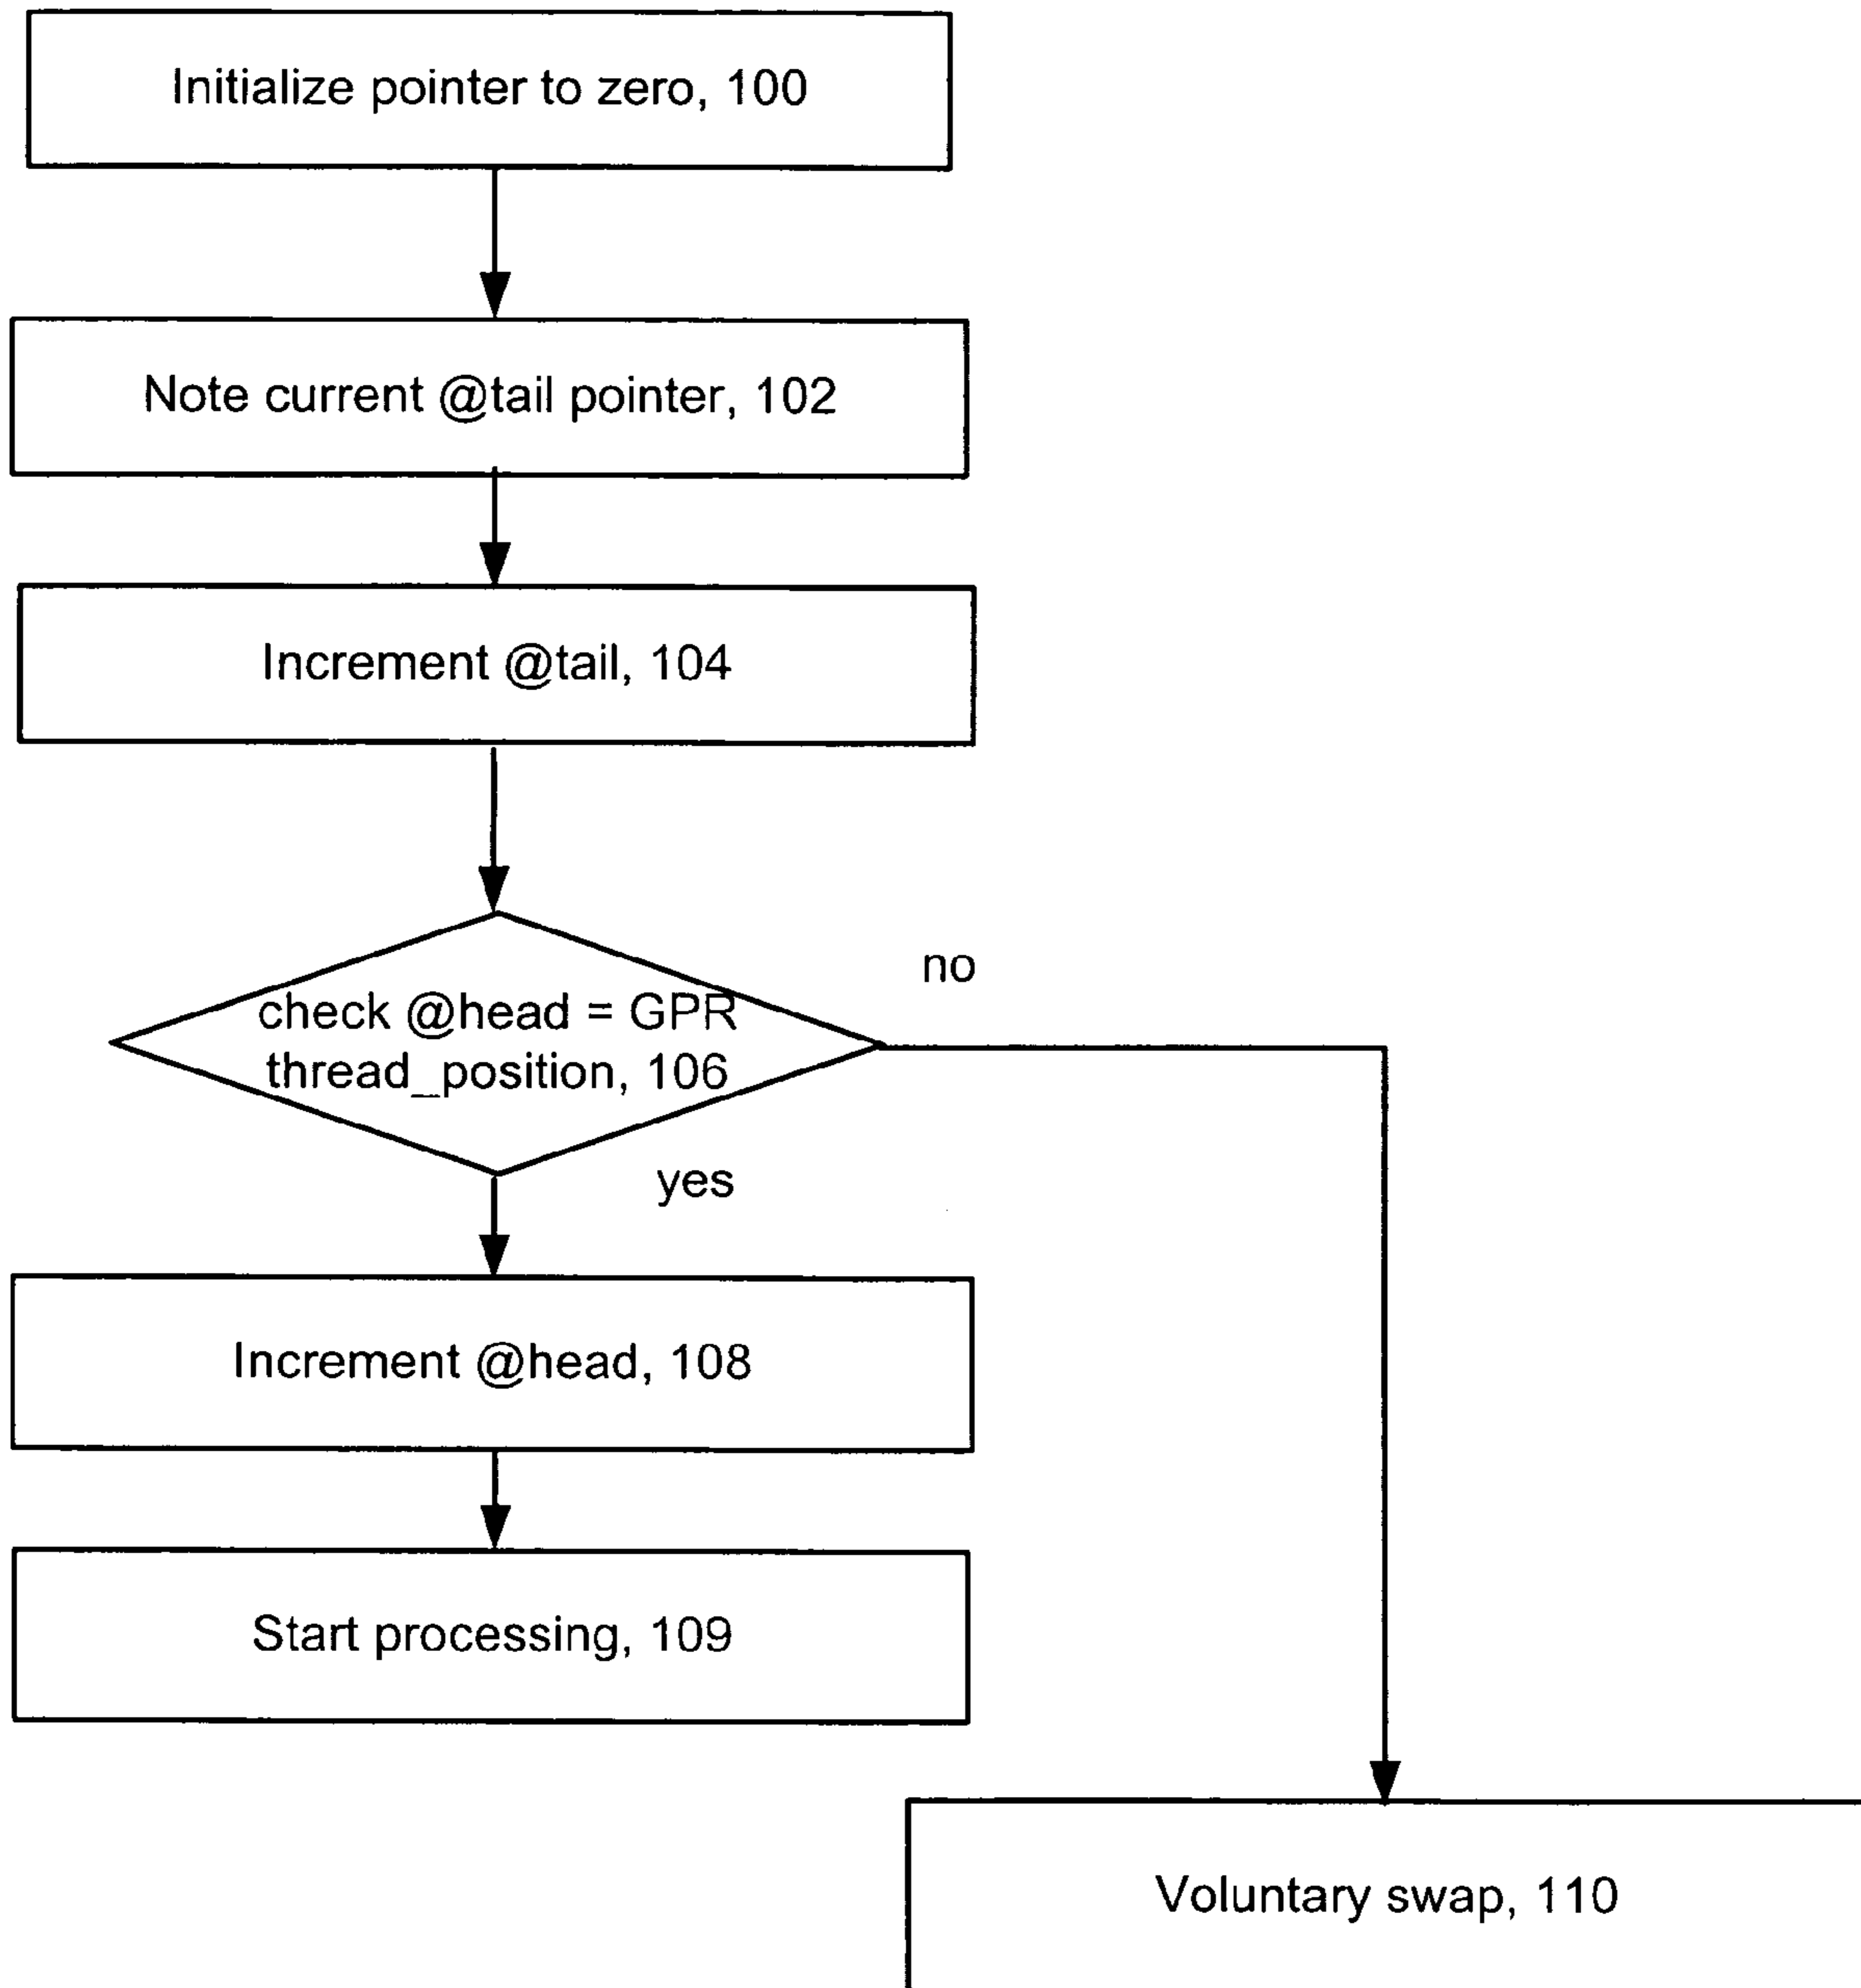 Initialize pointer to zero, 100
Note current @tail pointer, 102
Increment @tail, 104
check @head = GPR
thread_position, 106
no
yes
Increment @head, 108
Start processing, 109
Voluntary swap, 110